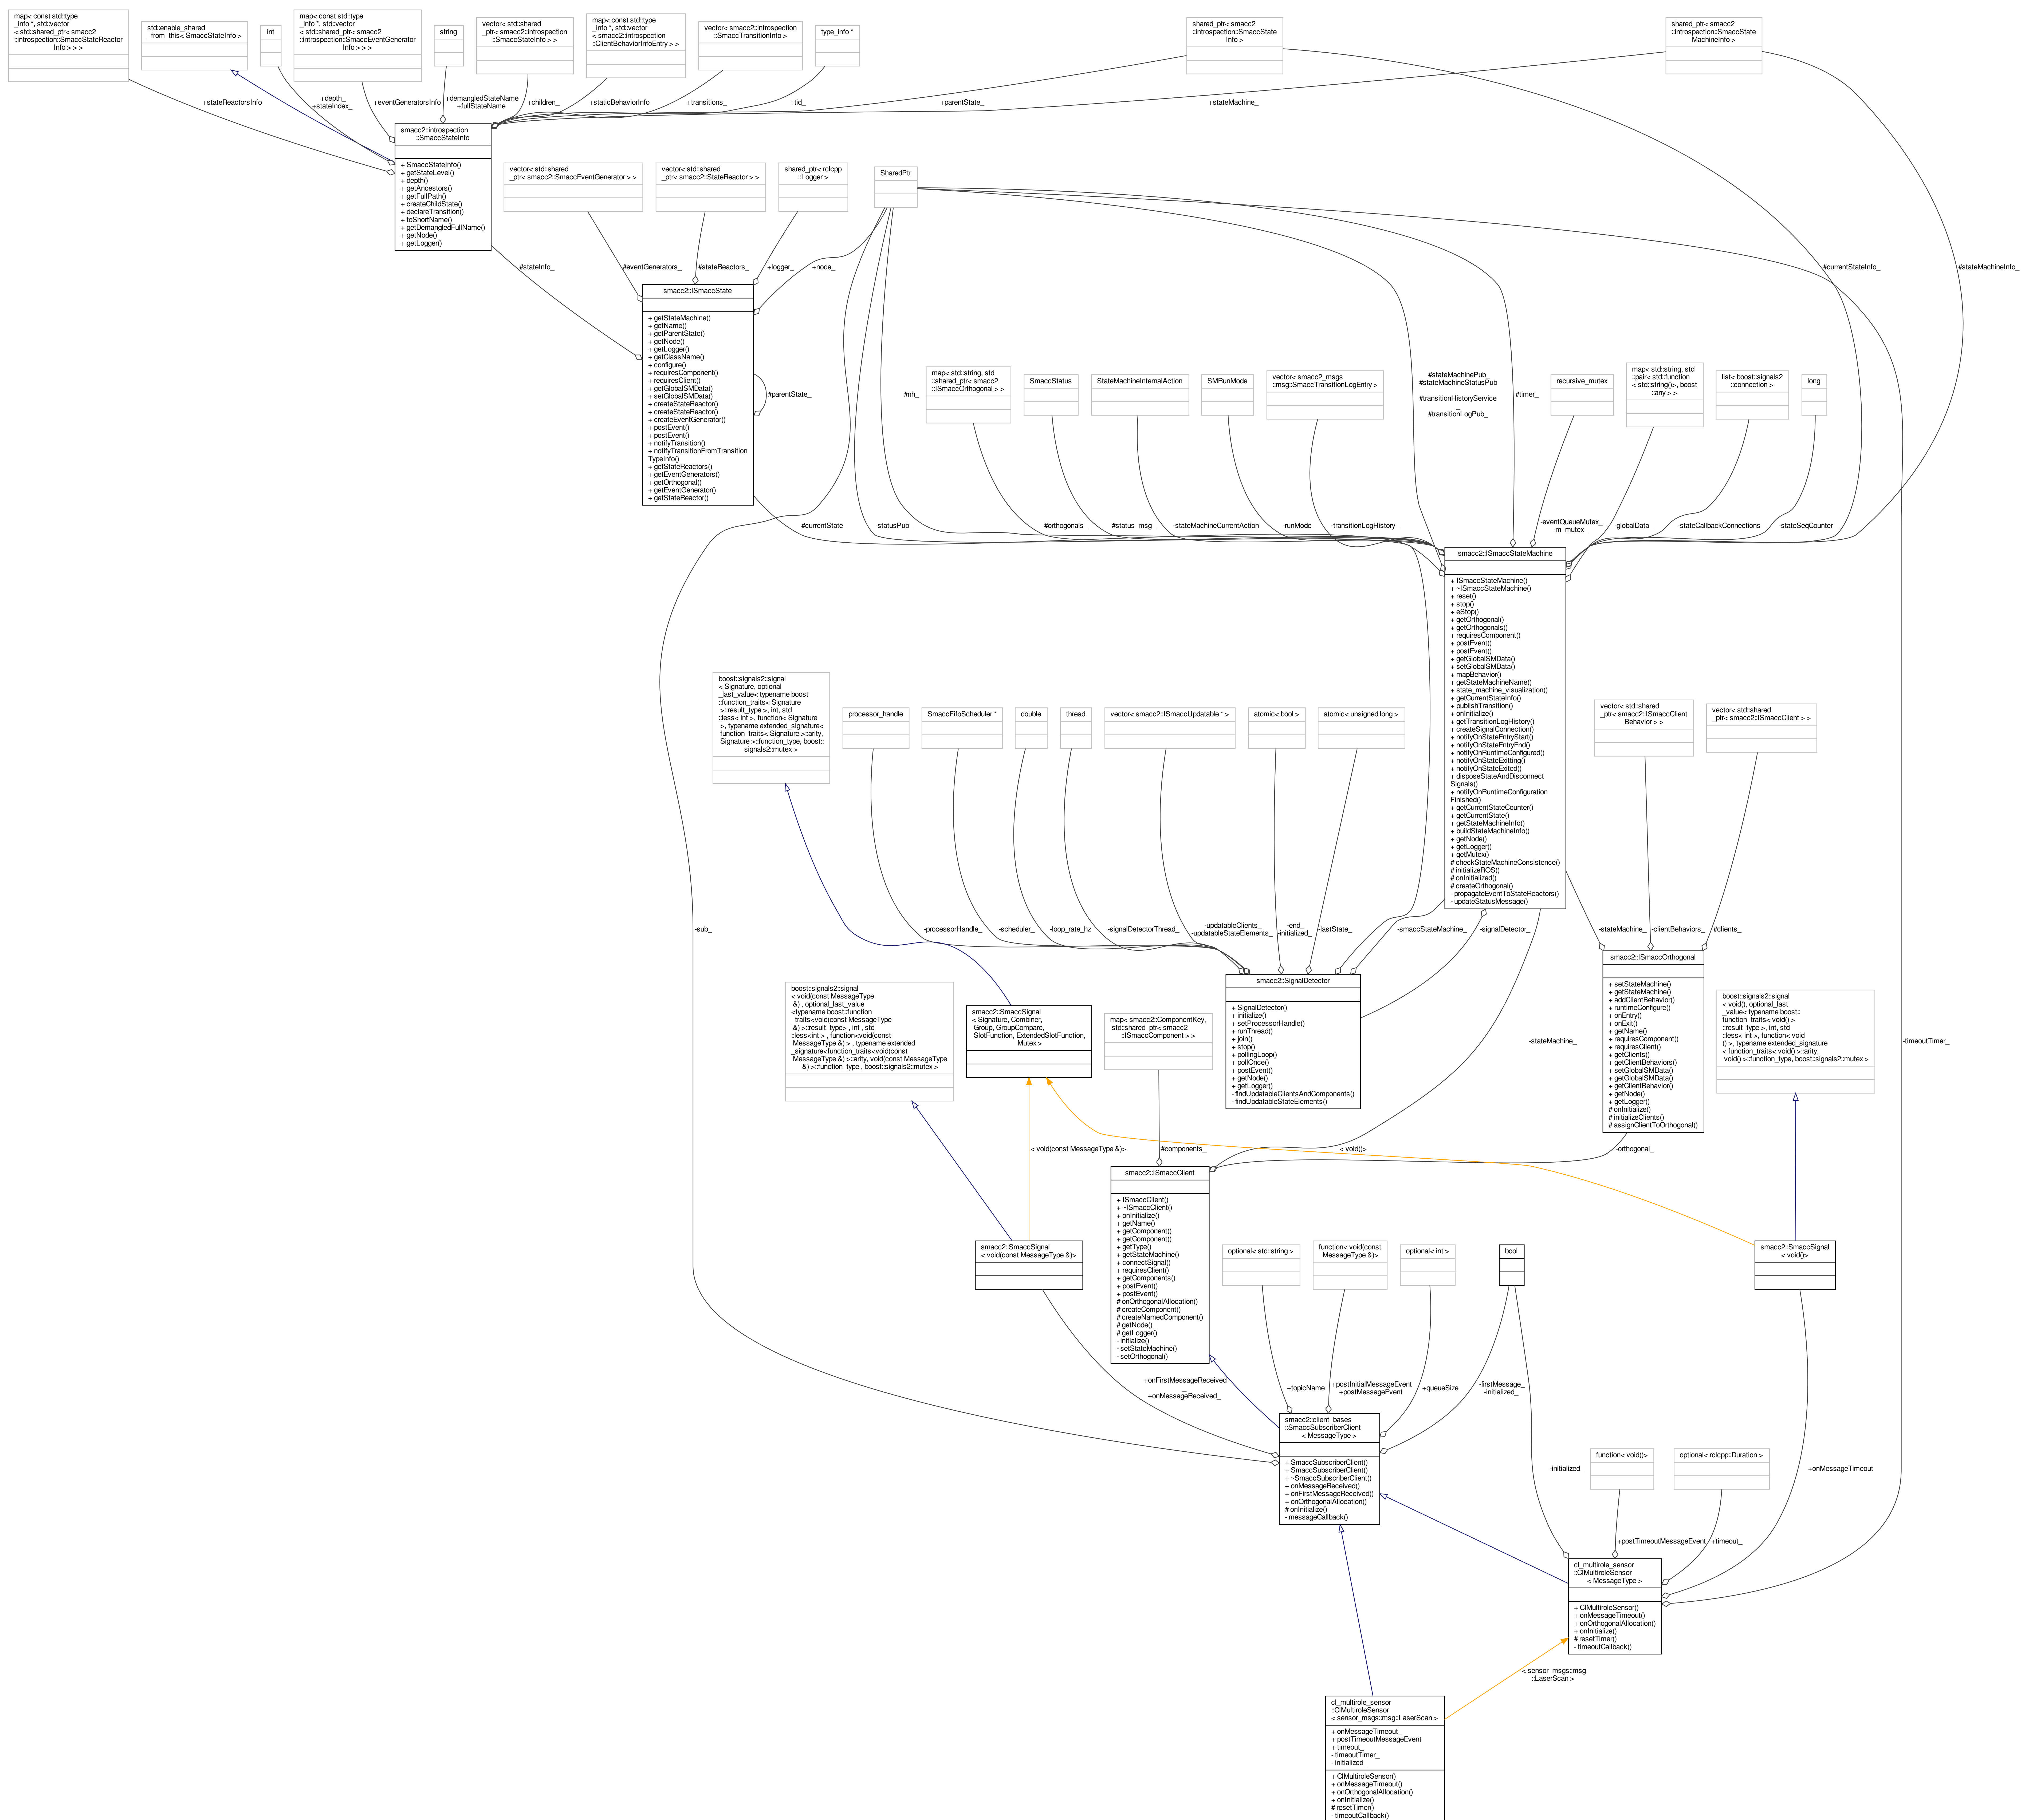 map< const std::type
_info *, std::vector
< std::shared_ptr< smacc2
::introspection::SmaccStateReactor
Info > > >
std::enable_shared
_from_this< SmaccStateInfo >
int
map< const std::type
_info *, std::vector
< std::shared_ptr< smacc2
::introspection::SmaccEventGenerator
Info > > >
string
vector< std::shared
_ptr< smacc2::introspection
::SmaccStateInfo > >
map< const std::type
_info *, std::vector
< smacc2::introspection
::ClientBehaviorInfoEntry > >
vector< smacc2::introspection
::SmaccTransitionInfo >
type_info *
shared_ptr< smacc2
::introspection::SmaccState
Info >
shared_ptr< smacc2
::introspection::SmaccState
MachineInfo >
+stateReactorsInfo
+depth_
+stateIndex_
+eventGeneratorsInfo
+demangledStateName
+fullStateName
+children_
+staticBehaviorInfo
+transitions_
+tid_
+parentState_
+stateMachine_
smacc2::introspection
::SmaccStateInfo
+ SmaccStateInfo()
+ getStateLevel()
+ depth()
+ getAncestors()
+ getFullPath()
+ createChildState()
+ declareTransition()
+ toShortName()
+ getDemangledFullName()
+ getNode()
+ getLogger()
vector< std::shared
_ptr< smacc2::SmaccEventGenerator > >
vector< std::shared
_ptr< smacc2::StateReactor > >
shared_ptr< rclcpp
::Logger >
SharedPtr
#stateInfo_
#eventGenerators_
#stateReactors_
+logger_
+node_
#currentStateInfo_
#stateMachineInfo_
smacc2::ISmaccState
+ getStateMachine()
+ getName()
+ getParentState()
+ getNode()
+ getLogger()
+ getClassName()
+ configure()
+ requiresComponent()
+ requiresClient()
+ getGlobalSMData()
+ setGlobalSMData()
+ createStateReactor()
+ createStateReactor()
+ createEventGenerator()
+ postEvent()
+ postEvent()
+ notifyTransition()
+ notifyTransitionFromTransition
TypeInfo()
+ getStateReactors()
+ getEventGenerators()
+ getOrthogonal()
+ getEventGenerator()
+ getStateReactor()
#parentState_
#nh_
map< std::string, std
::shared_ptr< smacc2
::ISmaccOrthogonal > >
SmaccStatus
StateMachineInternalAction
SMRunMode
vector< smacc2_msgs
::msg::SmaccTransitionLogEntry >
#stateMachinePub_
#stateMachineStatusPub
_
#transitionHistoryService
_
#transitionLogPub_
#timer_
recursive_mutex
map< std::string, std
::pair< std::function
< std::string()>, boost
::any > >
list< boost::signals2
::connection >
long
#currentState_
-statusPub_
#orthogonals_
#status_msg_
-stateMachineCurrentAction
-runMode_
-transitionLogHistory_
-eventQueueMutex_
-m_mutex_
-globalData_
-stateCallbackConnections
-stateSeqCounter_
smacc2::ISmaccStateMachine
+ ISmaccStateMachine()
+ ~ISmaccStateMachine()
+ reset()
+ stop()
+ eStop()
+ getOrthogonal()
+ getOrthogonals()
+ requiresComponent()
+ postEvent()
+ postEvent()
+ getGlobalSMData()
+ setGlobalSMData()
+ mapBehavior()
+ getStateMachineName()
+ state_machine_visualization()
+ getCurrentStateInfo()
+ publishTransition()
+ onInitialize()
+ getTransitionLogHistory()
+ createSignalConnection()
+ notifyOnStateEntryStart()
+ notifyOnStateEntryEnd()
+ notifyOnRuntimeConfigured()
+ notifyOnStateExitting()
+ notifyOnStateExited()
+ disposeStateAndDisconnect
Signals()
+ notifyOnRuntimeConfiguration
Finished()
+ getCurrentStateCounter()
+ getCurrentState()
+ getStateMachineInfo()
+ buildStateMachineInfo()
+ getNode()
+ getLogger()
+ getMutex()
# checkStateMachineConsistence()
# initializeROS()
# onInitialized()
# createOrthogonal()
- propagateEventToStateReactors()
- updateStatusMessage()
boost::signals2::signal
< Signature, optional
_last_value< typename boost
::function_traits< Signature
>::result_type >, int, std
::less< int >, function< Signature
>, typename extended_signature<
function_traits< Signature >::arity,
Signature >::function_type, boost::
signals2::mutex >
processor_handle
SmaccFifoScheduler *
double
thread
vector< smacc2::ISmaccUpdatable * >
atomic< bool >
atomic< unsigned long >
vector< std::shared
_ptr< smacc2::ISmaccClient
Behavior > >
vector< std::shared
_ptr< smacc2::ISmaccClient > >
-sub_
-processorHandle_
-scheduler_
-loop_rate_hz
-signalDetectorThread_
-updatableClients_
-updatableStateElements_
-end_
-initialized_
-lastState_
-smaccStateMachine_
-signalDetector_
-stateMachine_
-clientBehaviors_
#clients_
-timeoutTimer_
smacc2::SignalDetector
+ SignalDetector()
+ initialize()
+ setProcessorHandle()
+ runThread()
+ join()
+ stop()
+ pollingLoop()
+ pollOnce()
+ postEvent()
+ getNode()
+ getLogger()
- findUpdatableClientsAndComponents()
- findUpdatableStateElements()
smacc2::ISmaccOrthogonal
+ setStateMachine()
+ getStateMachine()
+ addClientBehavior()
+ runtimeConfigure()
+ onEntry()
+ onExit()
+ getName()
+ requiresComponent()
+ requiresClient()
+ getClients()
+ getClientBehaviors()
+ setGlobalSMData()
+ getGlobalSMData()
+ getClientBehavior()
+ getNode()
+ getLogger()
# onInitialize()
# initializeClients()
# assignClientToOrthogonal()
boost::signals2::signal
< void(const MessageType
&) , optional_last_value
<typename boost::function
_traits<void(const MessageType
&) >::result_type> , int , std
::less<int > , function<void(const
MessageType &) > , typename extended
_signature<function_traits<void(const
MessageType &) >::arity, void(const MessageType
&) >::function_type , boost::signals2::mutex >
smacc2::SmaccSignal
< Signature, Combiner,
Group, GroupCompare,
SlotFunction, ExtendedSlotFunction,
Mutex >
map< smacc2::ComponentKey,
std::shared_ptr< smacc2
::ISmaccComponent > >
boost::signals2::signal
< void(), optional_last
_value< typename boost::
function_traits< void() >
::result_type >, int, std
::less< int >, function< void
() >, typename extended_signature
< function_traits< void() >::arity,
void() >::function_type, boost::signals2::mutex >
-stateMachine_
< void(const MessageType &)>
#components_
< void()>
-orthogonal_
smacc2::ISmaccClient
+ ISmaccClient()
+ ~ISmaccClient()
+ onInitialize()
+ getName()
+ getComponent()
+ getComponent()
+ getType()
+ getStateMachine()
+ connectSignal()
+ requiresClient()
+ getComponents()
+ postEvent()
+ postEvent()
# onOrthogonalAllocation()
# createComponent()
# createNamedComponent()
# getNode()
# getLogger()
- initialize()
- setStateMachine()
- setOrthogonal()
smacc2::SmaccSignal
< void(const MessageType &)>
optional< std::string >
function< void(const
MessageType &)>
optional< int >
bool
smacc2::SmaccSignal
< void()>
+onFirstMessageReceived
_
+onMessageReceived_
+topicName
+postInitialMessageEvent
+postMessageEvent
+queueSize
-firstMessage_
-initialized_
smacc2::client_bases
::SmaccSubscriberClient
< MessageType >
+ SmaccSubscriberClient()
+ SmaccSubscriberClient()
+ ~SmaccSubscriberClient()
+ onMessageReceived()
+ onFirstMessageReceived()
+ onOrthogonalAllocation()
# onInitialize()
- messageCallback()
-initialized_
function< void()>
optional< rclcpp::Duration >
+onMessageTimeout_
+postTimeoutMessageEvent
+timeout_
cl_multirole_sensor
::ClMultiroleSensor
< MessageType >
+ ClMultiroleSensor()
+ onMessageTimeout()
+ onOrthogonalAllocation()
+ onInitialize()
# resetTimer()
- timeoutCallback()
< sensor_msgs::msg
::LaserScan >
cl_multirole_sensor
::ClMultiroleSensor
< sensor_msgs::msg::LaserScan >
+ onMessageTimeout_
+ postTimeoutMessageEvent
+ timeout_
- timeoutTimer_
- initialized_
+ ClMultiroleSensor()
+ onMessageTimeout()
+ onOrthogonalAllocation()
+ onInitialize()
# resetTimer()
- timeoutCallback()